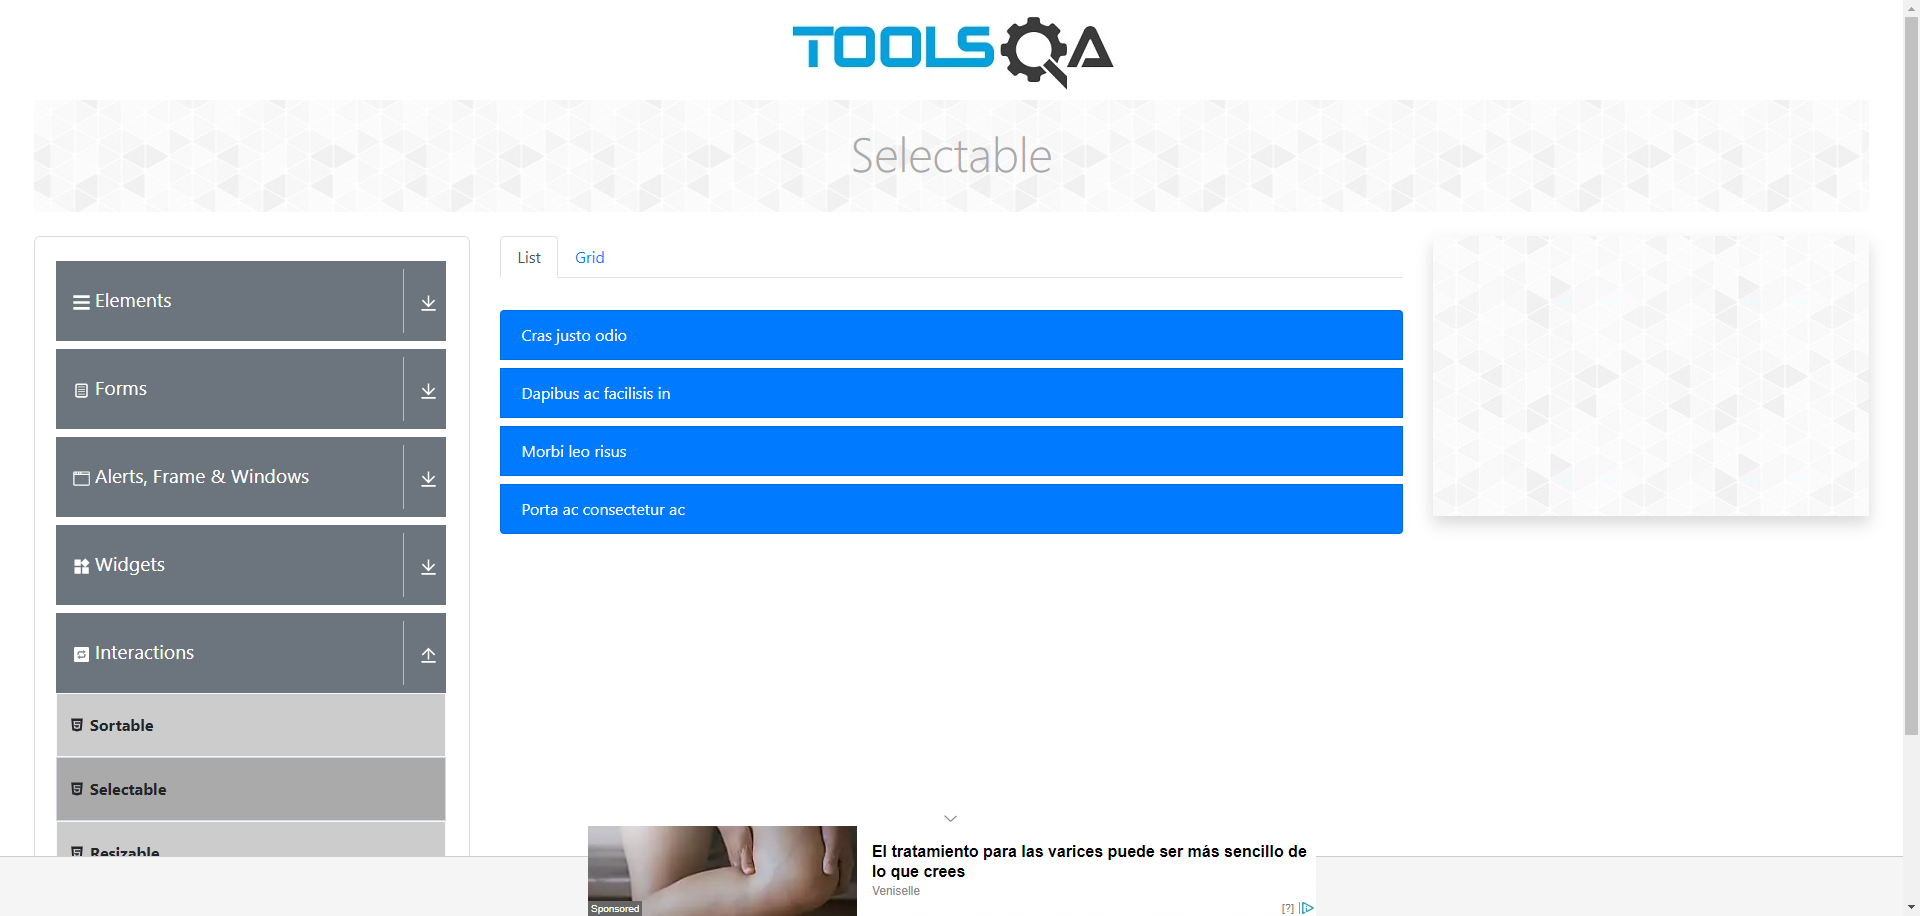 TOOLSQA
Selectable
Elements
Forms
Alerts, Frame & Windows
Widgets
Interactions
Sortable
Selectable
Resizable
List
Grid
Cras justo odio
Dapibus ac facilisis in
Morbi leo risus
Porta ac consectetur ac
El tratamiento para las varices puede ser más sencillo de
lo que crees
Veniselle
Sponsored
[?]